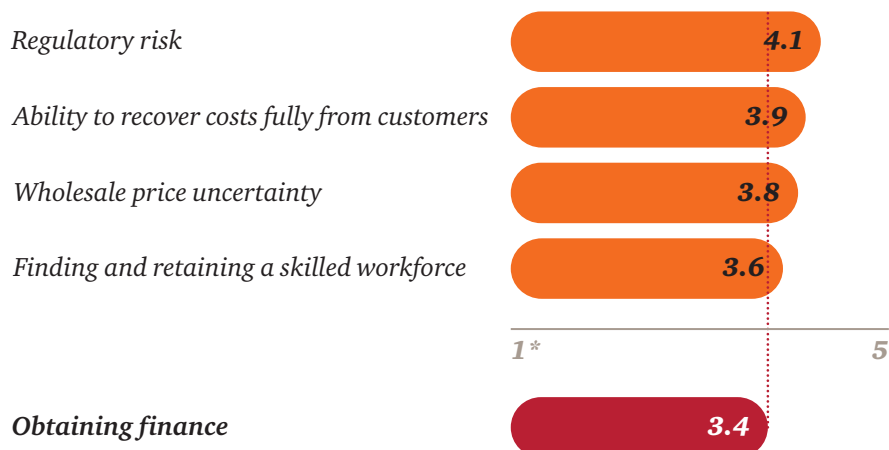 Regulatory risk 4.1
Ability to recover costs fully from customers 3.9
Wholesale price uncertainty 3.8
Finding and retaining a skilled workforce 3.6
1* 5
Obtaining finance 3.4